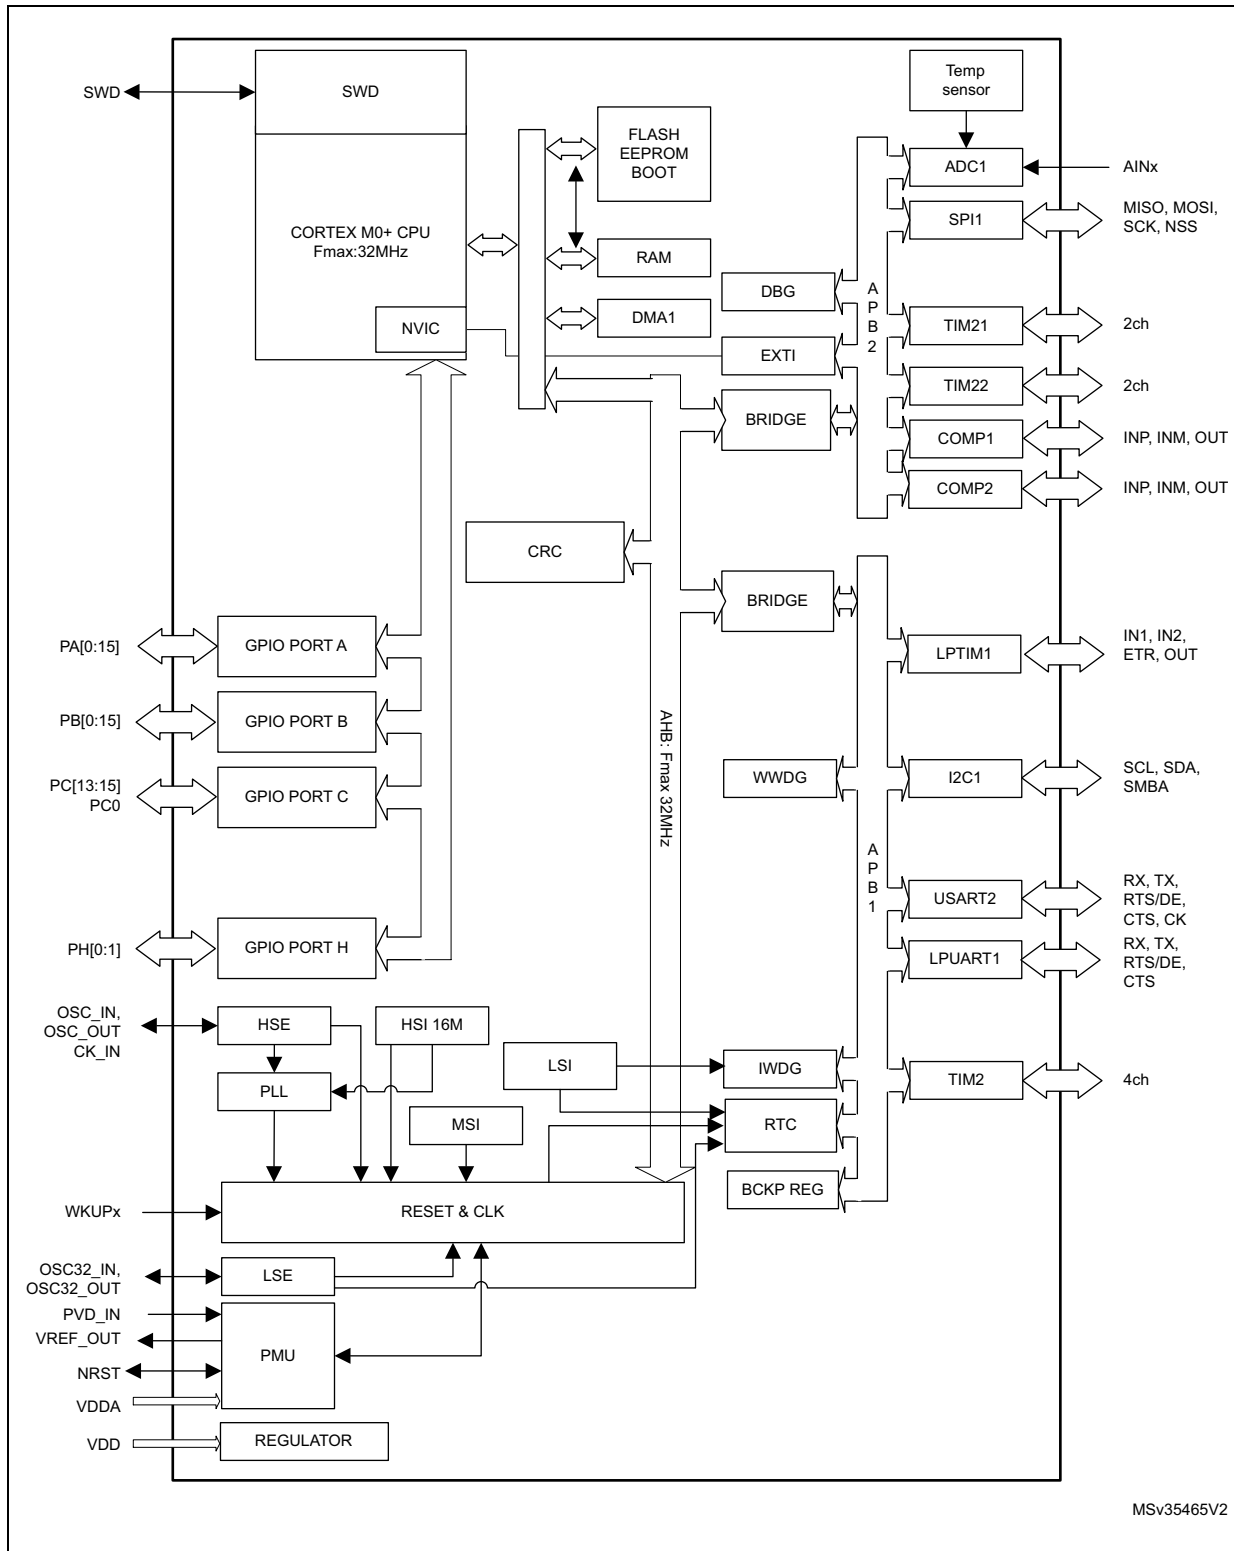 SWD
SWD
Temp
sensor
FLASH
EEPROM
BOOT
ADC1
AINx
SPI1
MISO, MOSI,
SCK, NSS
CORTEX M0+ CPU
Fmax:32MHz
RAM
DBG
A
P
B
2
NVIC
DMA1
TIM21
2ch
EXTI
TIM22
2ch
BRIDGE
COMP1
INP, INM, OUT
COMP2
INP, INM, OUT
CRC
BRIDGE
PA[0:15]
GPIO PORT A
LPTIM1
IN1, IN2,
ETR, OUT
PB[0:15]
GPIO PORT B
AHB: Fmax 32MHz
PC[13:15]
PC0
GPIO PORT C
WWDG
I2C1
SCL, SDA,
SMBA
A
P
B
1
USART2
RX, TX,
RTS/DE,
CTS, CK
PH[0:1]
GPIO PORT H
LPUART1
RX, TX,
RTS/DE,
CTS
OSC_IN,
OSC_OUT
CK_IN
HSE
HSI 16M
LSI
IWDG
TIM2
4ch
PLL
MSI
RTC
BCKP REG
WKUPx
RESET & CLK
OSC32_IN,
OSC32_OUT
LSE
PVD_IN
VREF_OUT
PMU
NRST
VDDA
VDD
REGULATOR
MSv35465V2